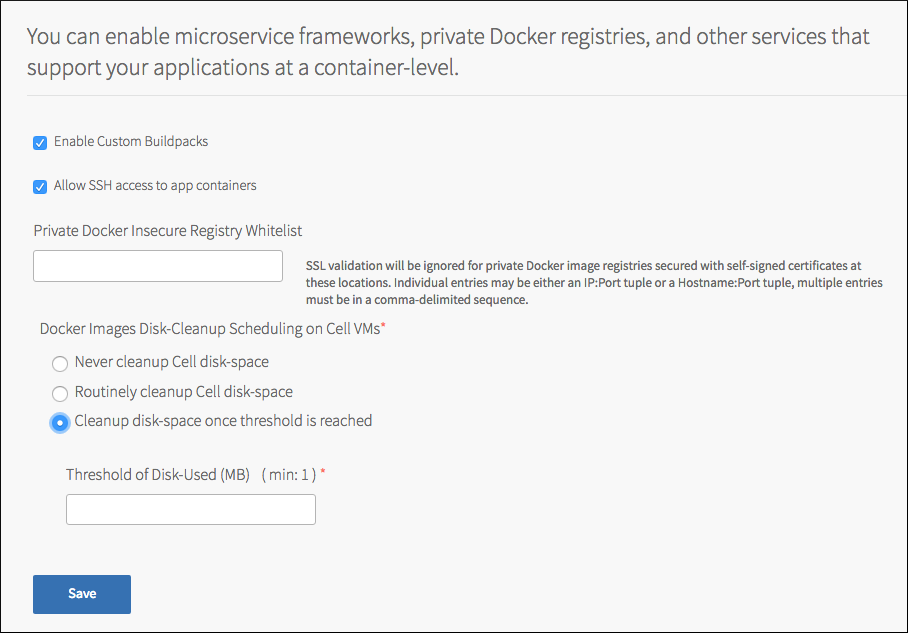 You can enable microservice frameworks, private Docker registries, and other services that
support your applications at a container-level.
Enable Custom Buildpacks
Allow SSH access to app containers
Private Docker Insecure Registry Whitelist
SSL validation will be ignored for private Docker image registries secured with self-signed certificates at
these locations. Individual entries may be either an IP:Port tuple or a Hostname:Port tuple, multiple entries
must be in a comma-delimited sequence.
Docker Images Disk-Cleanup Scheduling on Cell VMs*
Never cleanup Cell disk-space
Routinely cleanup Cell disk-space
Cleanup disk-space once threshold is reached
Threshold of Disk-Used (MB) ( min: 1 ) *
Save